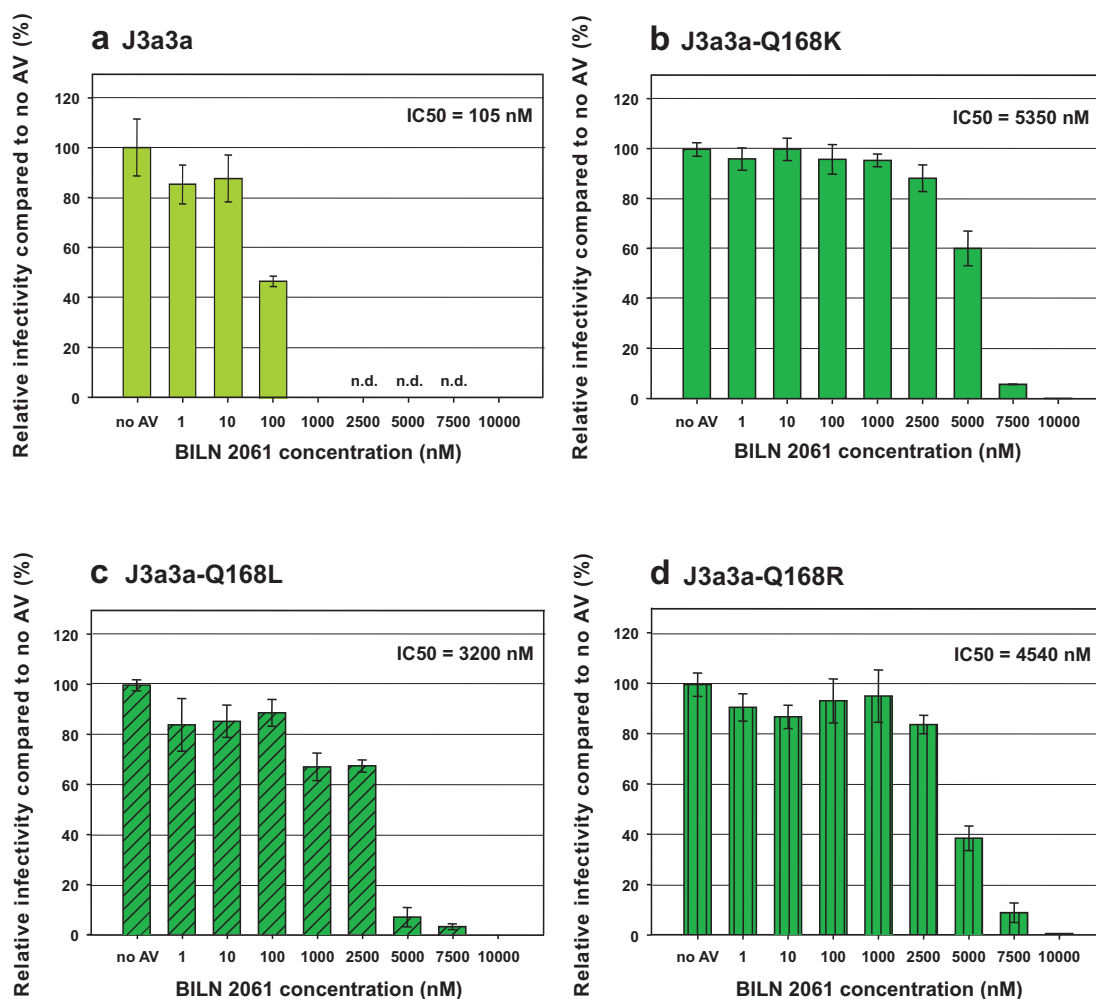 a J3a3a
Relative infectivity compared to no AV (%)
IC50 = 105 nM
120
100
80
60
40
20
0
n.d. n.d. n.d.
no AV 1 10 100 1000 2500 5000 7500 10000
BILN 2061 concentration (nM)
b J3a3a-Q168K
Relative infectivity compared to no AV (%)
IC50 = 5350 nM
120
100
80
60
40
20
0
no AV 1 10 100 1000 2500 5000 7500 10000
BILN 2061 concentration (nM)
c J3a3a-Q168L
Relative infectivity compared to no AV (%)
IC50 = 3200 nM
120
100
80
60
40
20
0
no AV 1 10 100 1000 2500 5000 7500 10000
BILN 2061 concentration (nM)
d J3a3a-Q168R
Relative infectivity compared to no AV (%)
IC50 = 4540 nM
120
100
80
60
40
20
0
no AV 1 10 100 1000 2500 5000 7500 10000
BILN 2061 concentration (nM)